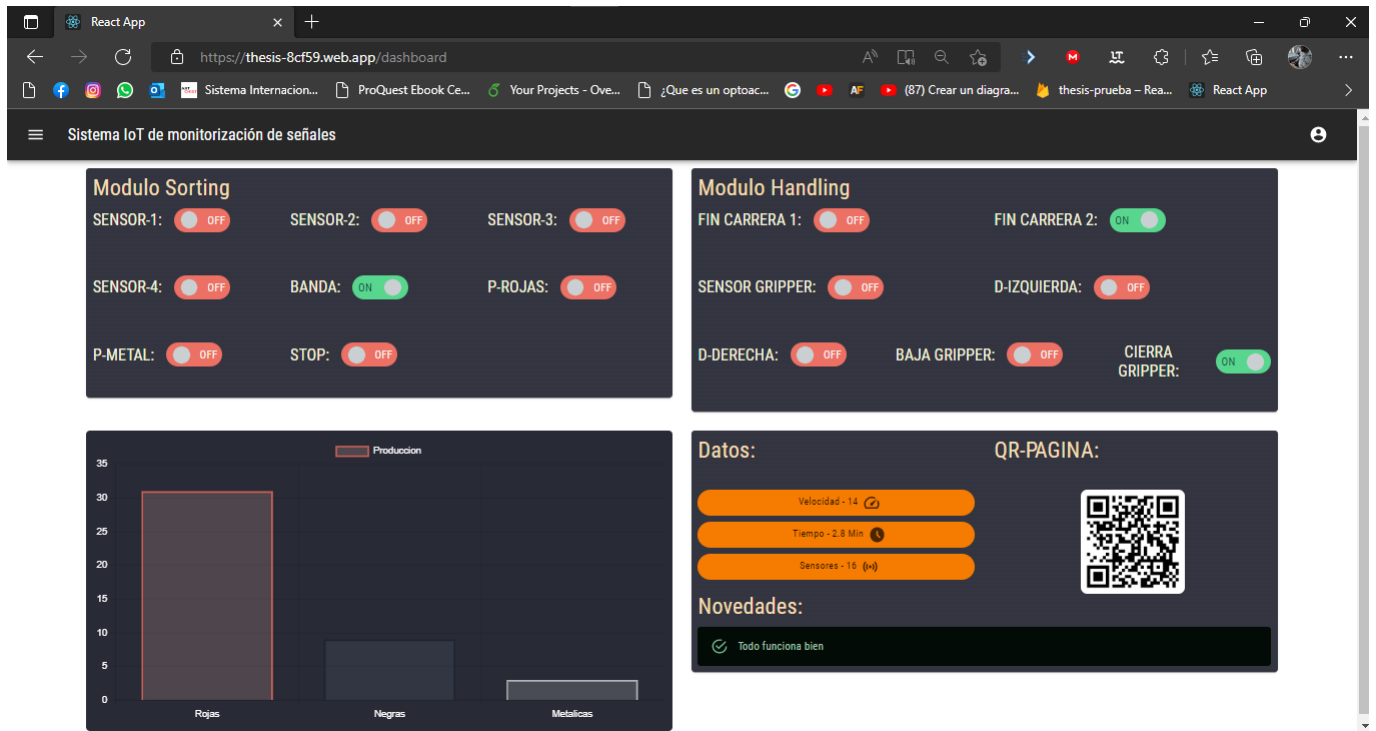 React App
https://thesis-8cf59.web.app/dashboard
Sistema Internacion... ProQuest Ebook Ce... Your Projects - Ove... ¿Que es un optoac... (87) Crear un diagra... thesis-prueba – Rea... React App
Sistema IoT de monitorización de señales
Modulo Sorting
SENSOR-1: OFF SENSOR-2: OFF SENSOR-3: OFF
SENSOR-4: OFF BANDA: ON P-ROJAS: OFF
P-METAL: OFF STOP: OFF
Modulo Handling
FIN CARRERA 1: OFF FIN CARRERA 2: ON
SENSOR GRIPPER: OFF D-IZQUIERDA: OFF
D-DERECHA: OFF BAJA GRIPPER: OFF CIERRA
GRIPPER: ON
Produccion
35
30
25
20
15
10
5
0
Rojas Negras Metalicas
Datos: QR-PAGINA:
Velocidad - 14
Tiempo - 2.8 Min
Sensores - 16
Novedades:
Todo funciona bien